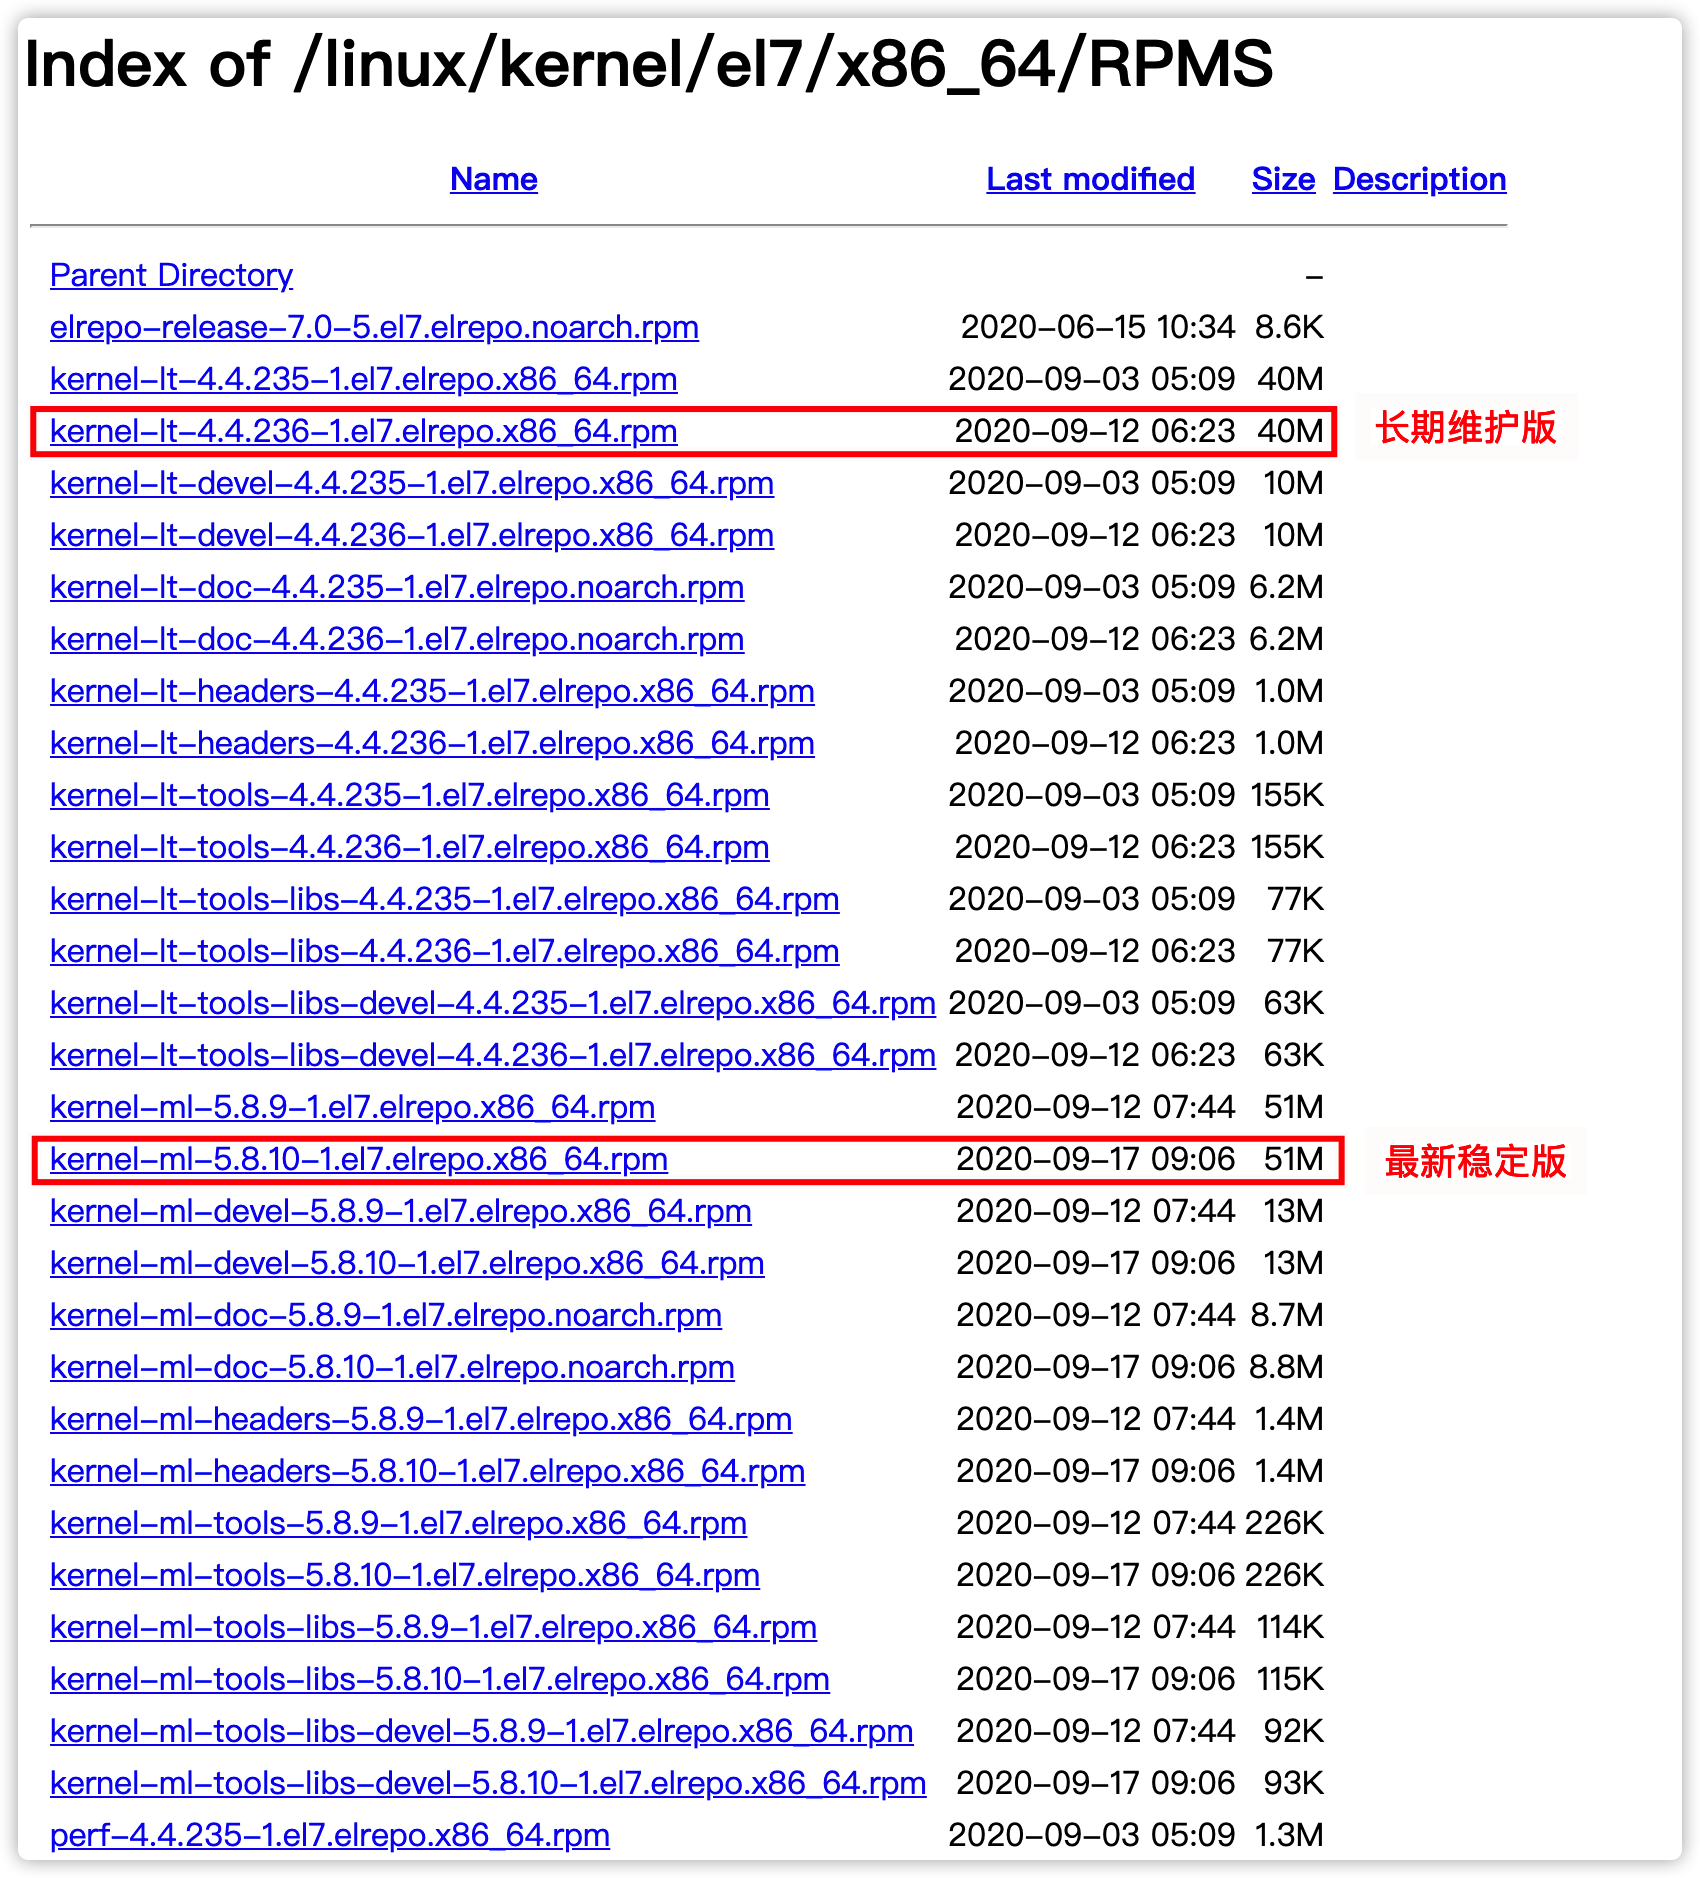 Index of /linux/kernel/el7/x86_64/RPMS
Name Last modified Size Description
Parent Directory -
elrepo-release-7.0-5.el7.elrepo.noarch.rpm 2020-06-15 10:34 8.6K
kernel-lt-4.4.235-1.el7.elrepo.x86_64.rpm 2020-09-03 05:09 40M
kernel-lt-4.4.236-1.el7.elrepo.x86_64.rpm 2020-09-12 06:23 40M 长期维护版
kernel-lt-devel-4.4.235-1.el7.elrepo.x86_64.rpm 2020-09-03 05:09 10M
kernel-lt-devel-4.4.236-1.el7.elrepo.x86_64.rpm 2020-09-12 06:23 10M
kernel-lt-doc-4.4.235-1.el7.elrepo.noarch.rpm 2020-09-03 05:09 6.2M
kernel-lt-doc-4.4.236-1.el7.elrepo.noarch.rpm 2020-09-12 06:23 6.2M
kernel-lt-headers-4.4.235-1.el7.elrepo.x86_64.rpm 2020-09-03 05:09 1.0M
kernel-lt-headers-4.4.236-1.el7.elrepo.x86_64.rpm 2020-09-12 06:23 1.0M
kernel-lt-tools-4.4.235-1.el7.elrepo.x86_64.rpm 2020-09-03 05:09 155K
kernel-lt-tools-4.4.236-1.el7.elrepo.x86_64.rpm 2020-09-12 06:23 155K
kernel-lt-tools-libs-4.4.235-1.el7.elrepo.x86_64.rpm 2020-09-03 05:09 77K
kernel-lt-tools-libs-4.4.236-1.el7.elrepo.x86_64.rpm 2020-09-12 06:23 77K
kernel-lt-tools-libs-devel-4.4.235-1.el7.elrepo.x86_64.rpm 2020-09-03 05:09 63K
kernel-lt-tools-libs-devel-4.4.236-1.el7.elrepo.x86_64.rpm 2020-09-12 06:23 63K
kernel-ml-5.8.9-1.el7.elrepo.x86_64.rpm 2020-09-12 07:44 51M
kernel-ml-5.8.10-1.el7.elrepo.x86_64.rpm 2020-09-17 09:06 51M 最新稳定版
kernel-ml-devel-5.8.9-1.el7.elrepo.x86_64.rpm 2020-09-12 07:44 13M
kernel-ml-devel-5.8.10-1.el7.elrepo.x86_64.rpm 2020-09-17 09:06 13M
kernel-ml-doc-5.8.9-1.el7.elrepo.noarch.rpm 2020-09-12 07:44 8.7M
kernel-ml-doc-5.8.10-1.el7.elrepo.noarch.rpm 2020-09-17 09:06 8.8M
kernel-ml-headers-5.8.9-1.el7.elrepo.x86_64.rpm 2020-09-12 07:44 1.4M
kernel-ml-headers-5.8.10-1.el7.elrepo.x86_64.rpm 2020-09-17 09:06 1.4M
kernel-ml-tools-5.8.9-1.el7.elrepo.x86_64.rpm 2020-09-12 07:44 226K
kernel-ml-tools-5.8.10-1.el7.elrepo.x86_64.rpm 2020-09-17 09:06 226K
kernel-ml-tools-libs-5.8.9-1.el7.elrepo.x86_64.rpm 2020-09-12 07:44 114K
kernel-ml-tools-libs-5.8.10-1.el7.elrepo.x86_64.rpm 2020-09-17 09:06 115K
kernel-ml-tools-libs-devel-5.8.9-1.el7.elrepo.x86_64.rpm 2020-09-12 07:44 92K
kernel-ml-tools-libs-devel-5.8.10-1.el7.elrepo.x86_64.rpm 2020-09-17 09:06 93K
perf-4.4.235-1.el7.elrepo.x86_64.rpm 2020-09-03 05:09 1.3M